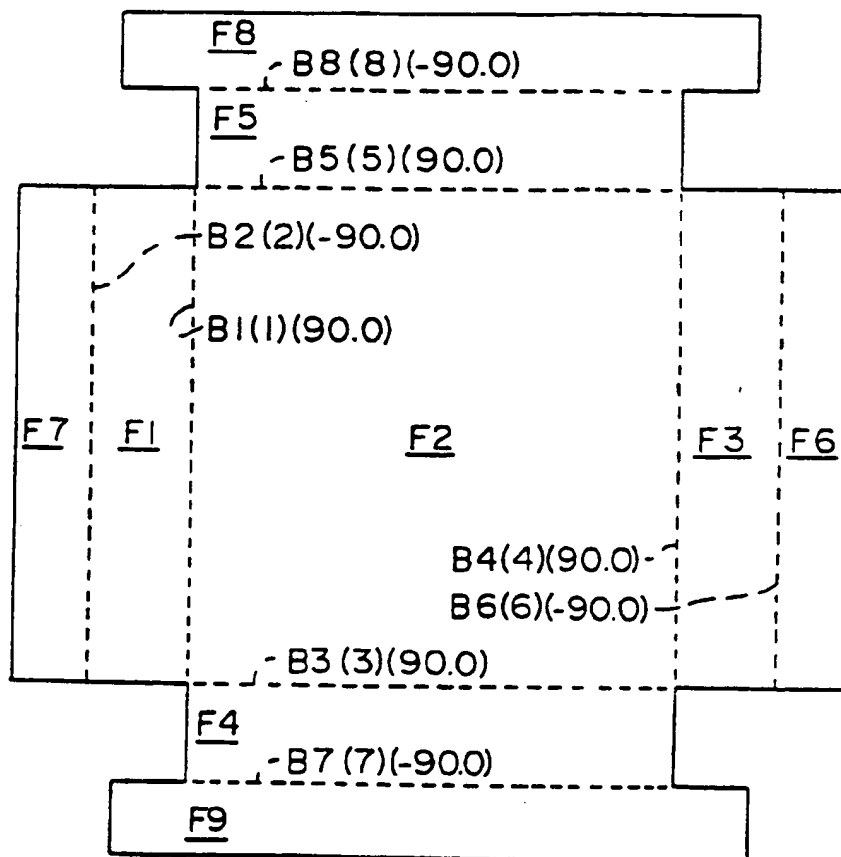 F8
B8(8)(-90.0)
F5
B5(5)(90.0)
B2(2)(-90.0)
B1(1)(90.0)
F7 F1 F2 F3 F6
B4(4)(90.0)
B6(6)(-90.0)
B3(3)(90.0)
F4
B7(7)(-90.0)
F9